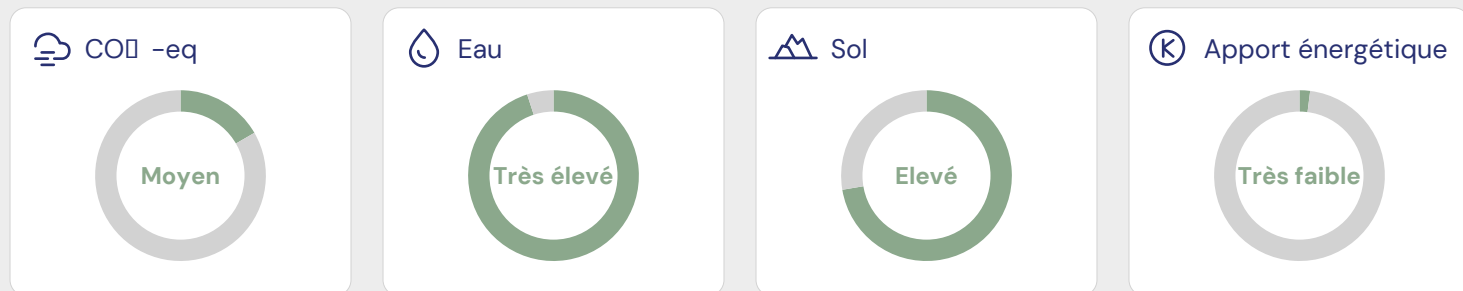 CO▯ -eq
Moyen
Eau
Très élevé
Sol
Elevé
Apport énergétique
Très faible